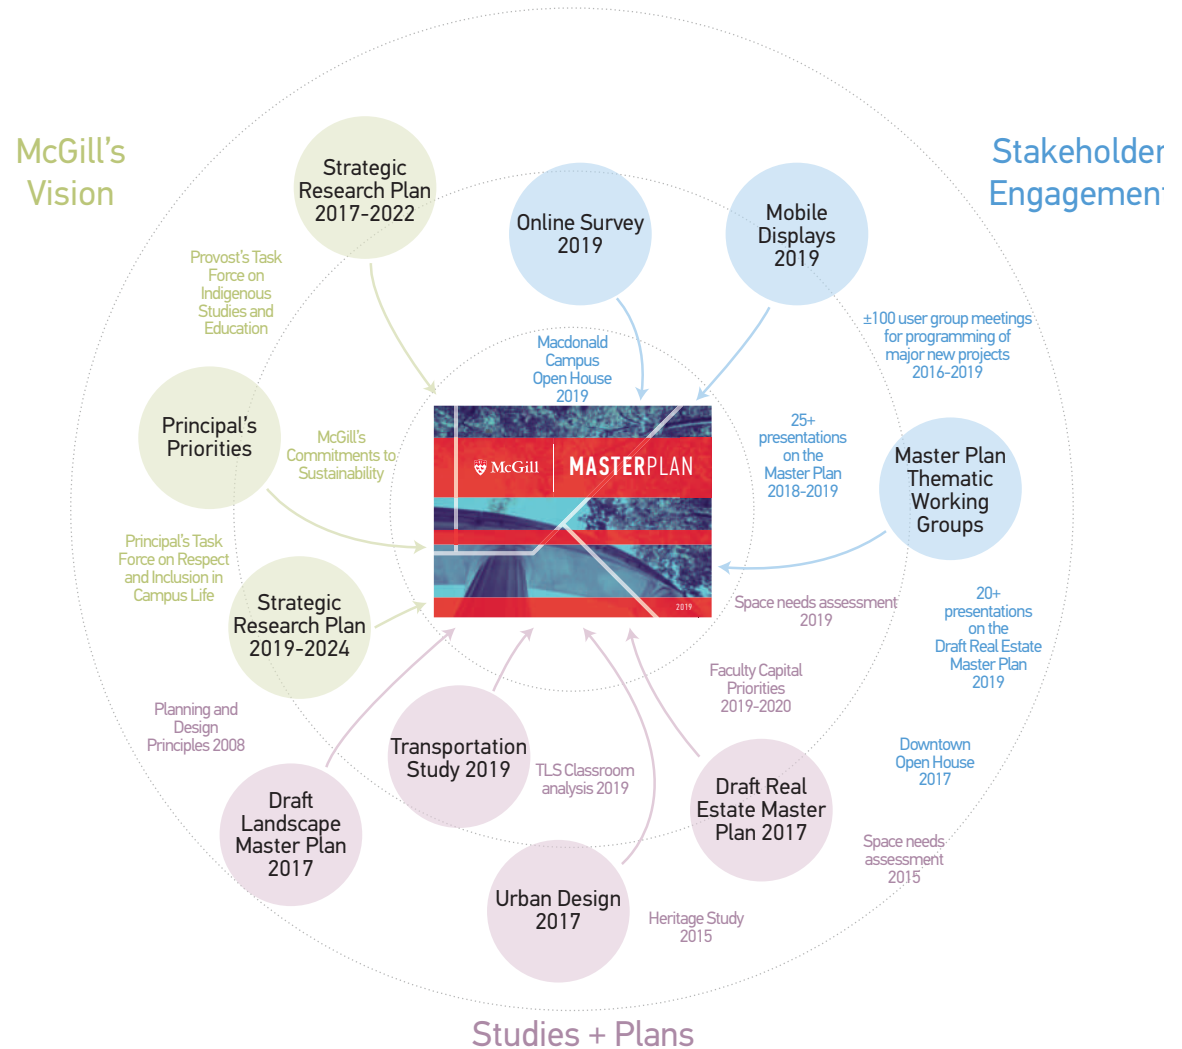 McGill's
Vision
Stakeholder
Engagement
Strategic
Research Plan
2017-2022
Online Survey
2019
Mobile
Displays
2019
Provost's Task
Force on
Indigenous
Studies and
Education
±100 user group meetings
for programming of
major new projects
2016-2019
Macdonald
Campus
Open House
2019
Principal's
Priorities
McGill's
Commitments to
Sustainability
25+
presentations
on the
Master Plan
2018-2019
Master Plan
Thematic
Working
Groups
McGill
MASTERPLAN
2019
Principal's Task
Force on Respect
and Inclusion in
Campus Life
Strategic
Research Plan
2019-2024
Space needs assessment
2019
20+
presentations
on the
Draft Real Estate
Master Plan
2019
Faculty Capital
Priorities
2019-2020
Planning and
Design
Principles 2008
Transportation
Study 2019
TLS Classroom
analysis 2019
Downtown
Open House
2017
Draft
Landscape
Master Plan
2017
Draft Real
Estate Master
Plan 2017
Space needs
assessment
2015
Urban Design
2017
Heritage Study
2015
Studies + Plans